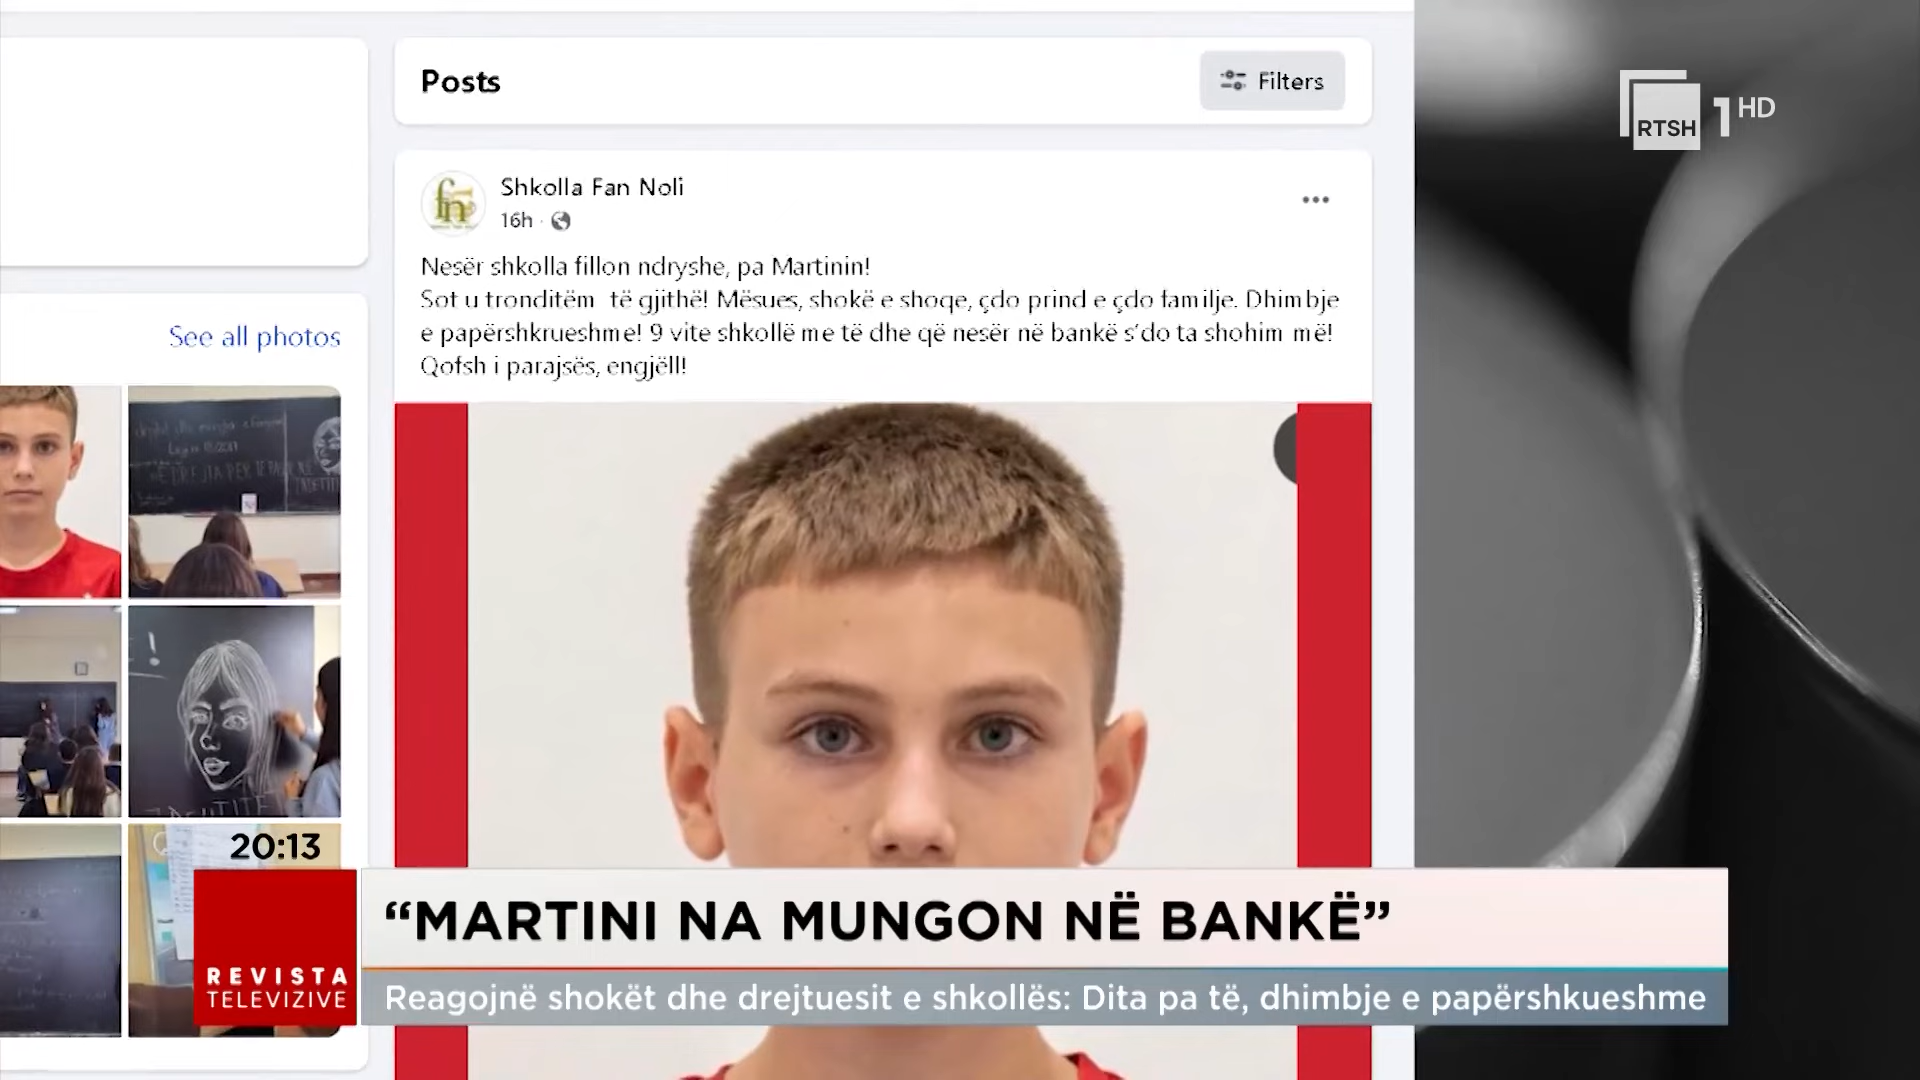 Posts
Filters
RTSH 1 HD
Shkolla Fan Noli
16h ·
Nesër shkolla fillon ndryshe, pa Martinin!
Sot u tronditëm të gjithë! Mësues, shokë e shoqe, çdo prind e çdo familje. Dhimbje
e papërshkrueshme! 9 vite shkollë me të dhe që nesër në bankë s'do ta shohim më!
Qofsh i parajsës, engjëll!
See all photos
20:13
“MARTINI NA MUNGON NË BANKË”
REVISTA
TELEVIZIVE
Reagojnë shokët dhe drejtuesit e shkollës: Dita pa të, dhimbje e papërshkueshme